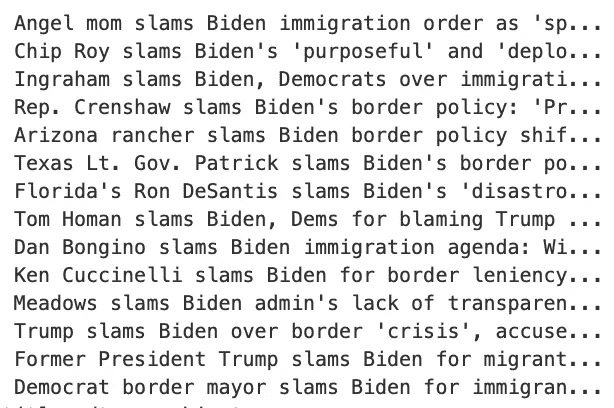 Angel mom slams Biden immigration order as 'sp...
Chip Roy slams Biden's 'purposeful' and 'deplo...
Ingraham slams Biden, Democrats over immigrati...
Rep. Crenshaw slams Biden's border policy: 'Pr...
Arizona rancher slams Biden border policy shif...
Texas Lt. Gov. Patrick slams Biden's border po...
Florida's Ron DeSantis slams Biden's 'disastro...
Tom Homan slams Biden, Dems for blaming Trump ...
Dan Bongino slams Biden immigration agenda: Wi...
Ken Cuccinelli slams Biden for border leniency...
Meadows slams Biden admin's lack of transparen...
Trump slams Biden over border 'crisis', accuse...
Former President Trump slams Biden for migrant...
Democrat border mayor slams Biden for immigran...